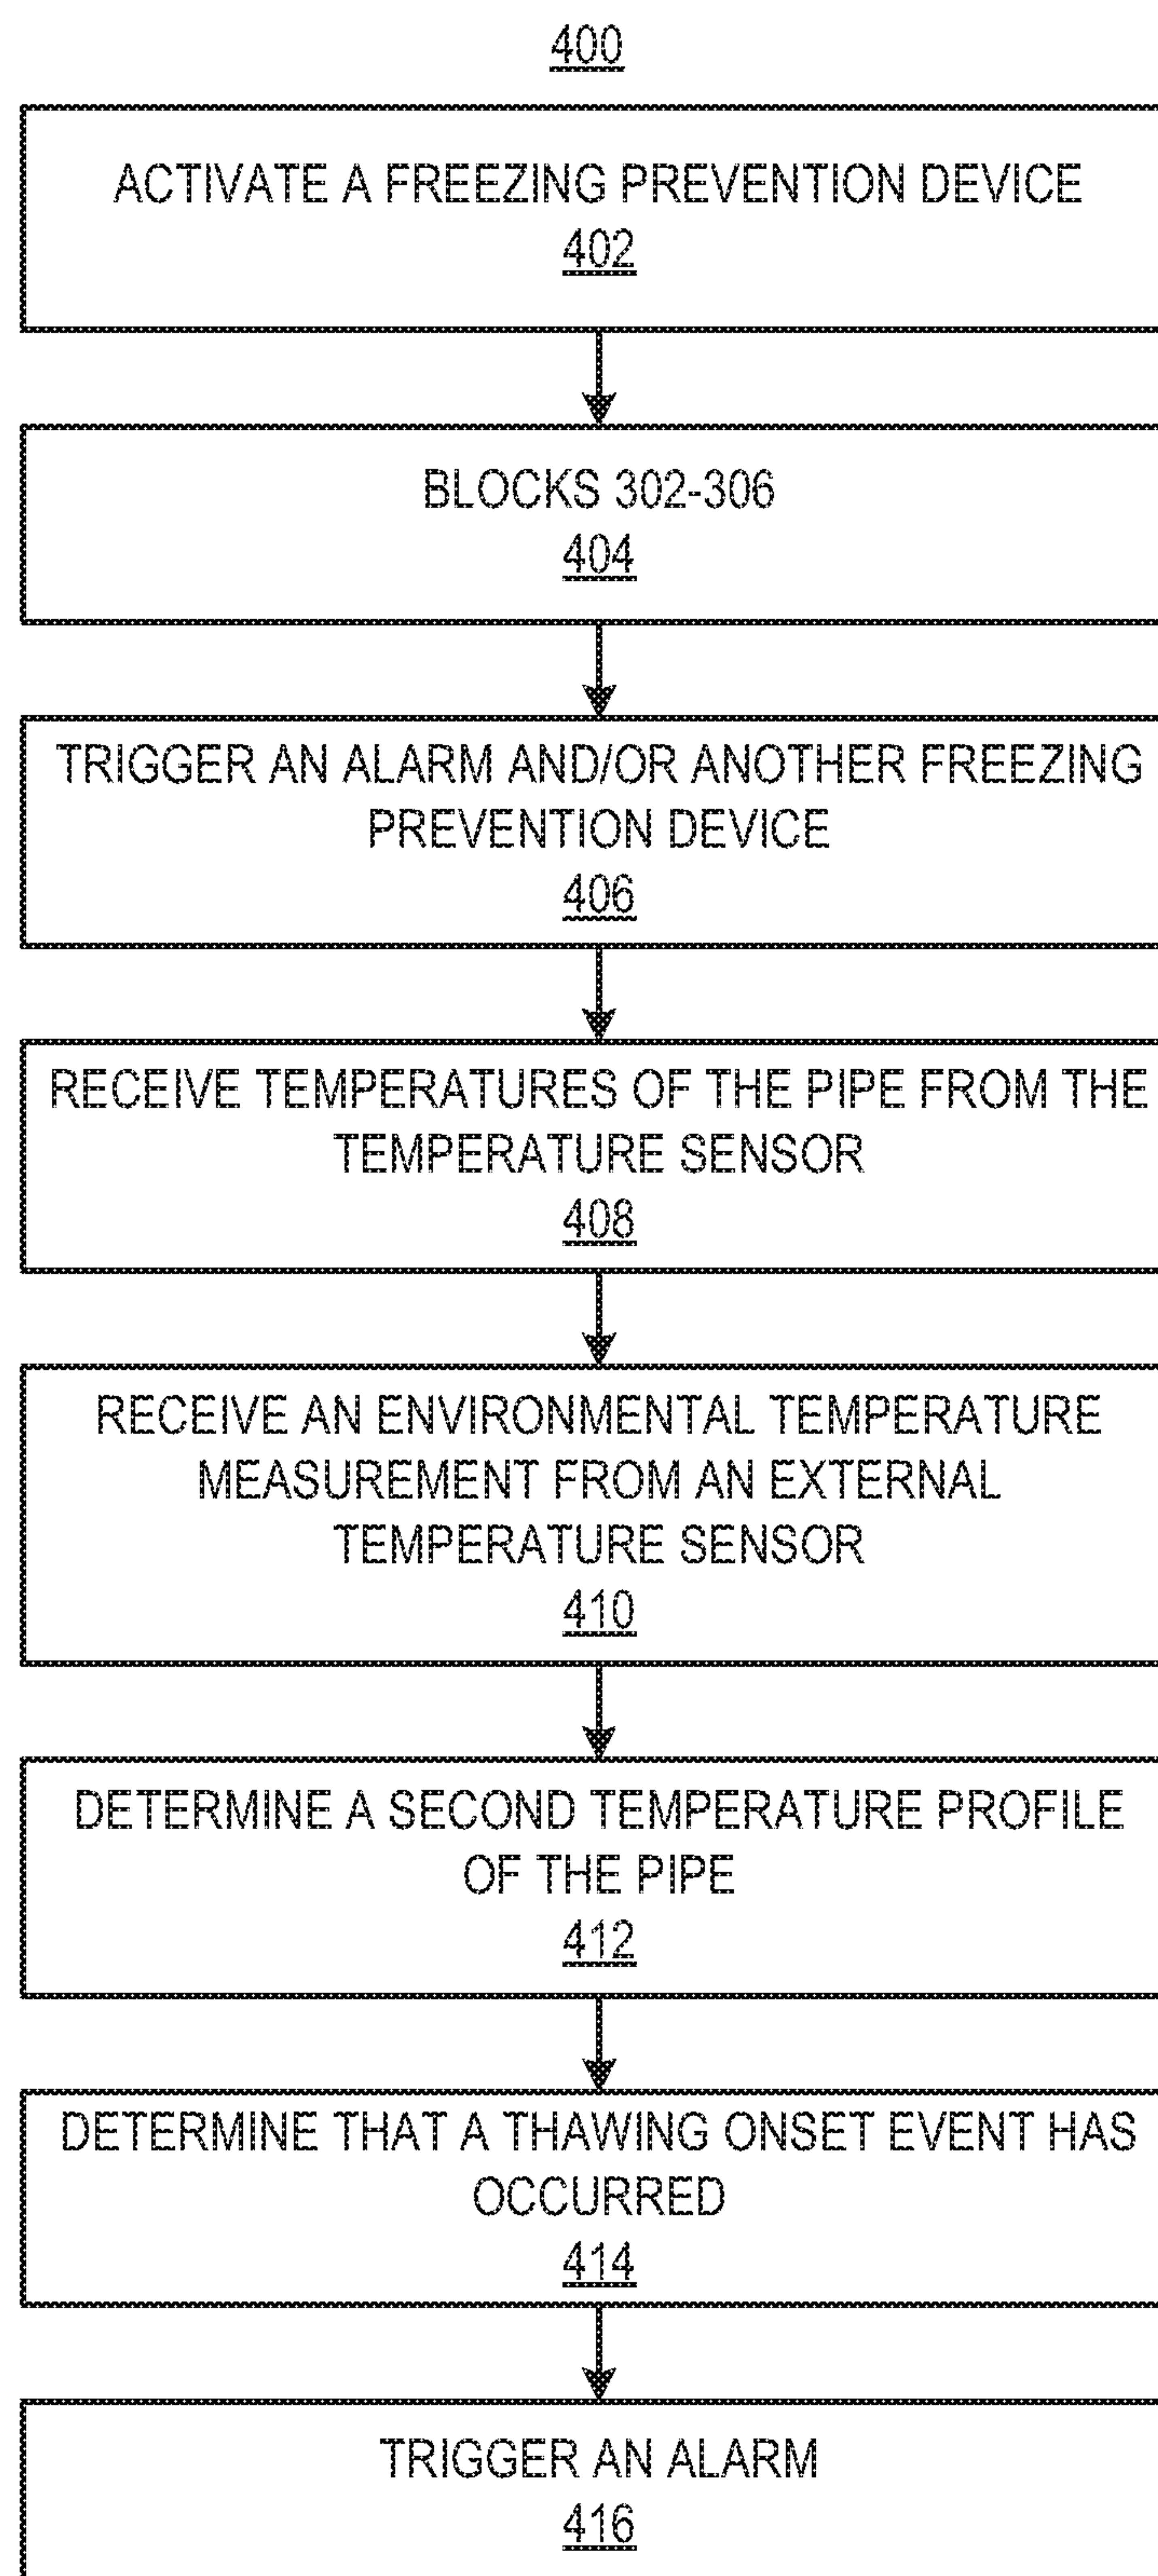 400
ACTIVATE A FREEZING PREVENTION DEVICE
402
BLOCKS 302-306
404
TRIGGER AN ALARM AND/OR ANOTHER FREEZING
PREVENTION DEVICE
406
RECEIVE TEMPERATURES OF THE PIPE FROM THE
TEMPERATURE SENSOR
408
RECEIVE AN ENVIRONMENTAL TEMPERATURE
MEASUREMENT FROM AN EXTERNAL
TEMPERATURE SENSOR
410
DETERMINE A SECOND TEMPERATURE PROFILE
OF THE PIPE
412
DETERMINE THAT A THAWING ONSET EVENT HAS
OCCURRED
414
TRIGGER AN ALARM
416